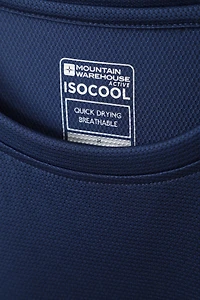 MOUNTAIN
WAREHOUSE
ACTIVE
ISOCOOL
QUICK DRYING
BREATHABLE